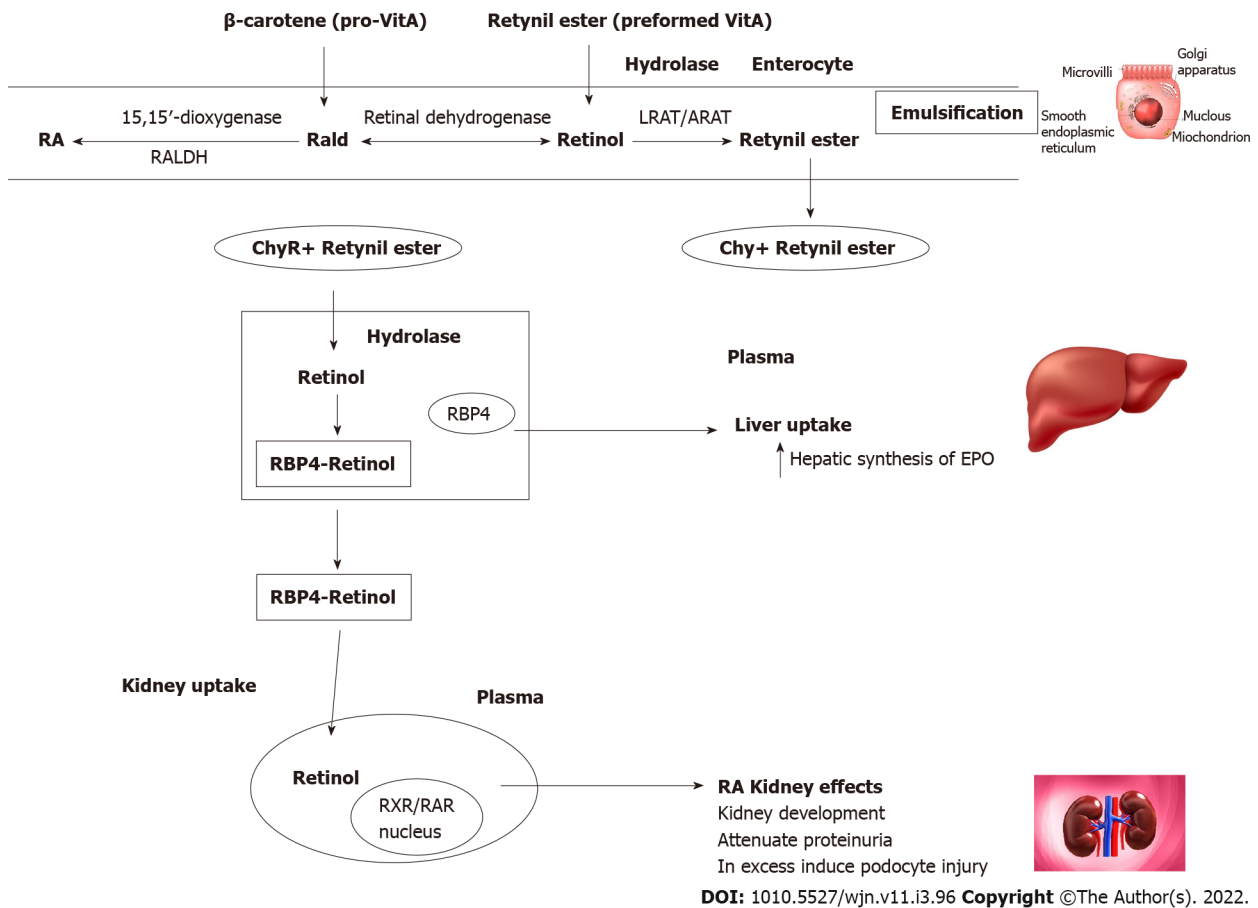 β-carotene (pro-VitA)
Retynil ester (preformed VitA)
Hydrolase
Enterocyte
Golgi
apparatus
Microvilli
Emulsification
Smooth
endoplasmic
reticulum
Muclous
Miochondrion
15,15′-dioxygenase
Retinal dehydrogenase
LRAT/ARAT
RA
Rald
Retinol
Retynil ester
RALDH
ChyR+ Retynil ester
Chy+ Retynil ester
Hydrolase
Retinol
RBP4
RBP4-Retinol
Plasma
Liver uptake
Hepatic synthesis of EPO
RBP4-Retinol
Kidney uptake
Plasma
Retinol
RXR/RAR
nucleus
RA Kidney effects
Kidney development
Attenuate proteinuria
In excess induce podocyte injury
DOI: 1010.5527/wjn.v11.i3.96 Copyright ©The Author(s). 2022.